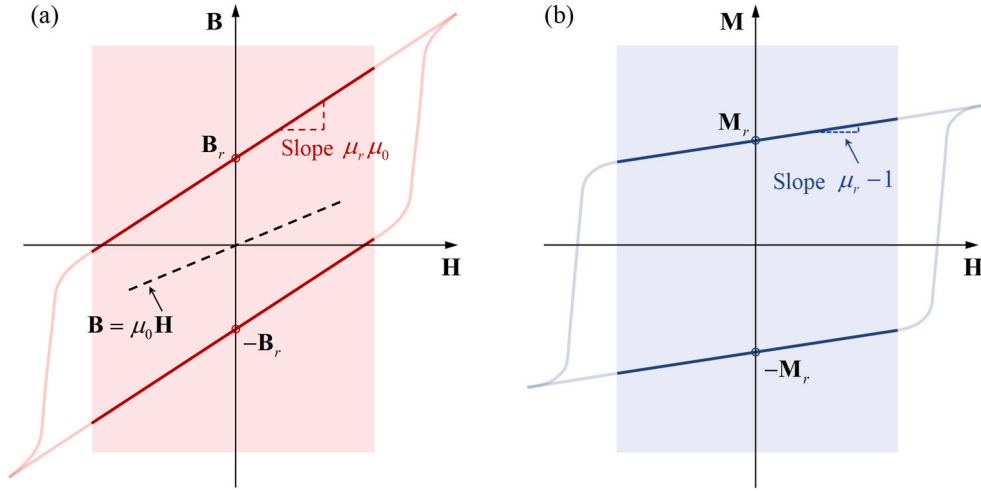 (a)
B
B_r
Slope μ_r μ_0
H
B = μ_0 H
−B_r
(b)
M
M_r
Slope μ_r − 1
H
−M_r